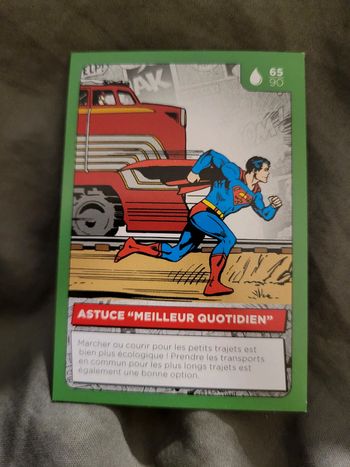 HELP!
65
90
ASTUCE “MEILLEUR QUOTIDIEN”
Marcher ou courir pour les petits trajets est
bien plus écologique ! Prendre les transports
en commun pour les plus longs trajets est
également une bonne option.